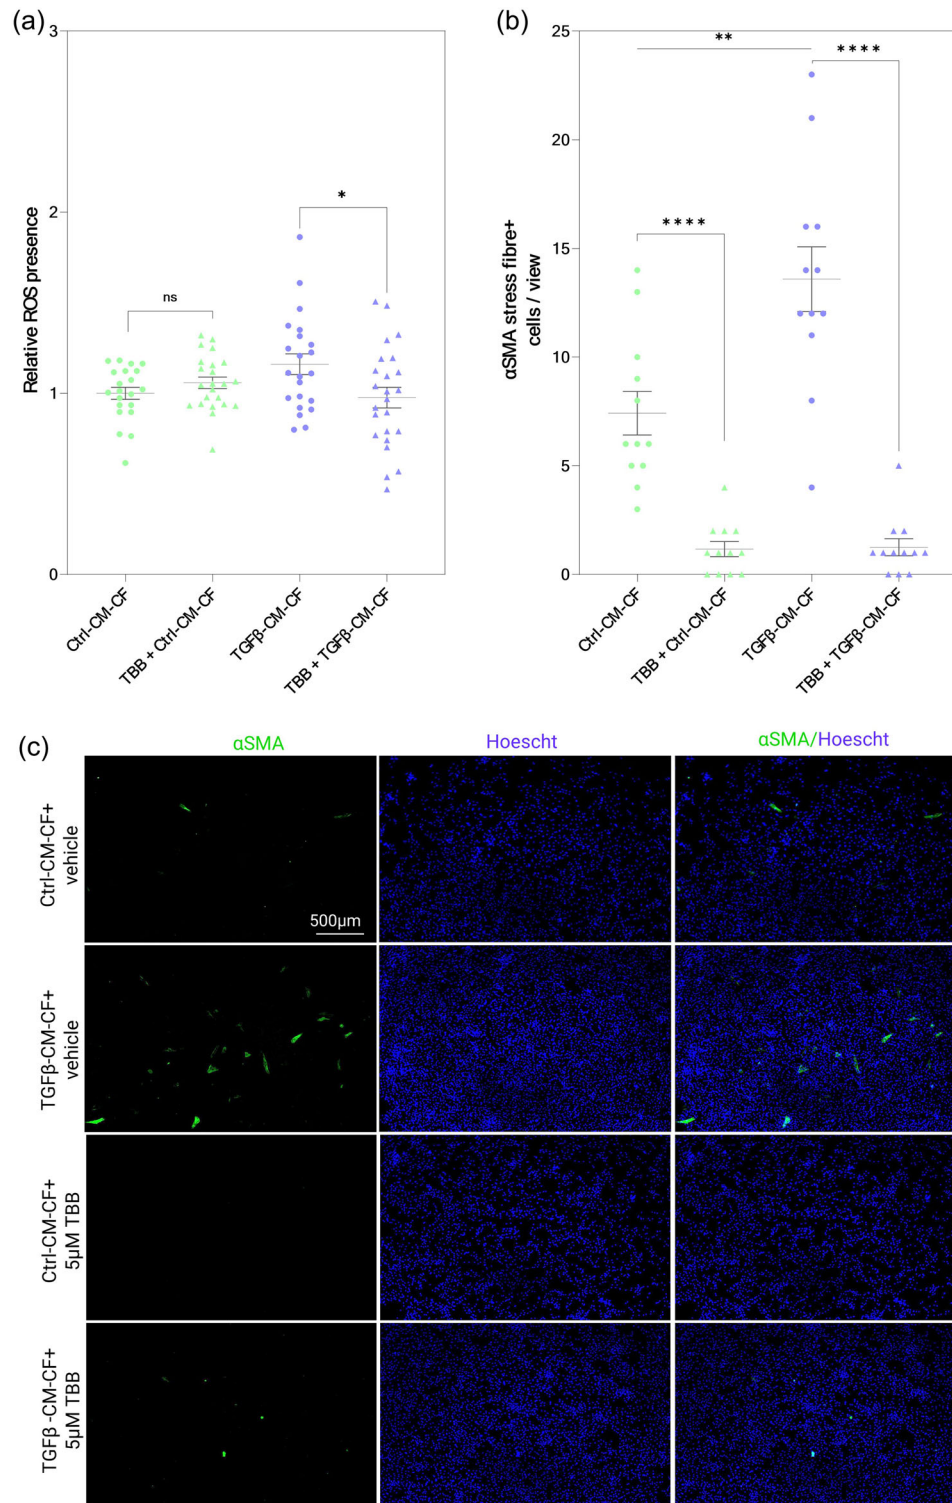 (a)
3
2
1
0
Relative ROS presence
ns
*
Ctrl-CM-CF
TBB + Ctrl-CM-CF
TGFβ-CM-CF
TBB + TGFβ-CM-CF
(b)
25
20
15
10
5
0
αSMA stress fibre+
cells / view
**
****
****
Ctrl-CM-CF
TBB + Ctrl-CM-CF
TGFβ-CM-CF
TBB + TGFβ-CM-CF
(c)
αSMA
Hoescht
αSMA/Hoescht
Ctrl-CM-CF+
vehicle
500μm
TGFβ-CM-CF+
vehicle
Ctrl-CM-CF+
5μM TBB
TGFβ -CM-CF+
5μM TBB